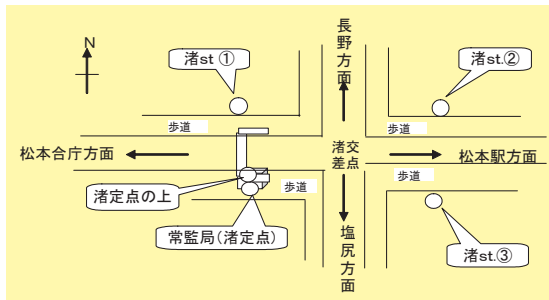 N
渚st ①
長野方面
渚st.②
歩道
歩道
松本合庁方面
渚交差点
松本駅方面
渚定点の上
歩道
歩道
常監局(渚定点)
塩尻方面
渚st.③